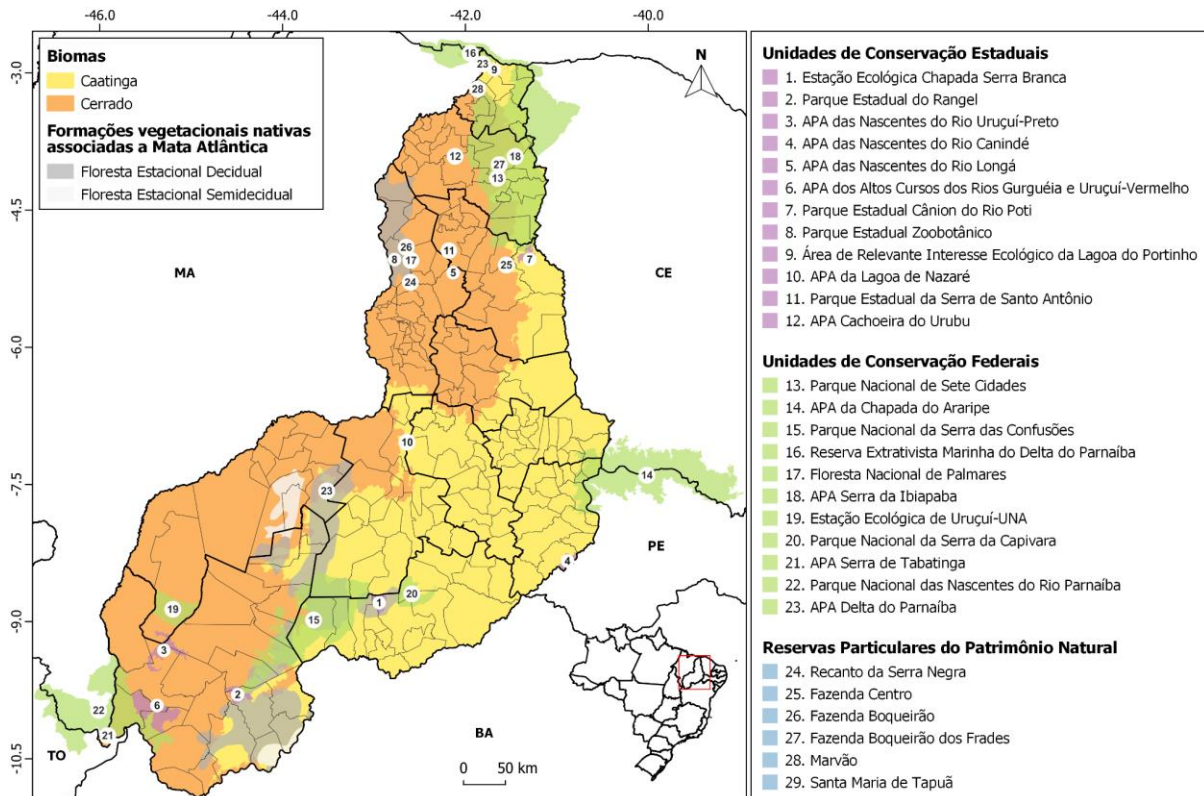 -46.0 -44.0 -42.0 -40.0
Biomas
Caatinga
Cerrado
Formações vegetacionais nativas
associadas a Mata Atlântica
Floresta Estacional Decidual
Floresta Estacional Semidecidual
N
-3.0
-4.5
-6.0
-7.5
-9.0
-10.5
16
23
9
28
12
18
27
13
26
8
17
11
5
24
25
7
10
23
14
4
20
1
15
19
3
2
6
22
21
MA
CE
PE
BA
TO
0 50 km
Unidades de Conservação Estaduais
1. Estação Ecológica Chapada Serra Branca
2. Parque Estadual do Rangel
3. APA das Nascentes do Rio Uruçuí-Preto
4. APA das Nascentes do Rio Canindé
5. APA das Nascentes do Rio Longá
6. APA dos Altos Cursos dos Rios Gurguéia e Uruçuí-Vermelho
7. Parque Estadual Cânion do Rio Poti
8. Parque Estadual Zoobotânico
9. Área de Relevante Interesse Ecológico da Lagoa do Portinho
10. APA da Lagoa de Nazaré
11. Parque Estadual da Serra de Santo Antônio
12. APA Cachoeira do Urubu
Unidades de Conservação Federais
13. Parque Nacional de Sete Cidades
14. APA da Chapada do Araripe
15. Parque Nacional da Serra das Confusões
16. Reserva Extrativista Marinha do Delta do Parnaíba
17. Floresta Nacional de Palmares
18. APA Serra da Ibiapaba
19. Estação Ecológica de Uruçuí-UNA
20. Parque Nacional da Serra da Capivara
21. APA Serra de Tabatinga
22. Parque Nacional das Nascentes do Rio Parnaíba
23. APA Delta do Parnaíba
Reservas Particulares do Patrimônio Natural
24. Recanto da Serra Negra
25. Fazenda Centro
26. Fazenda Boqueirão
27. Fazenda Boqueirão dos Frades
28. Marvão
29. Santa Maria de Tapuã